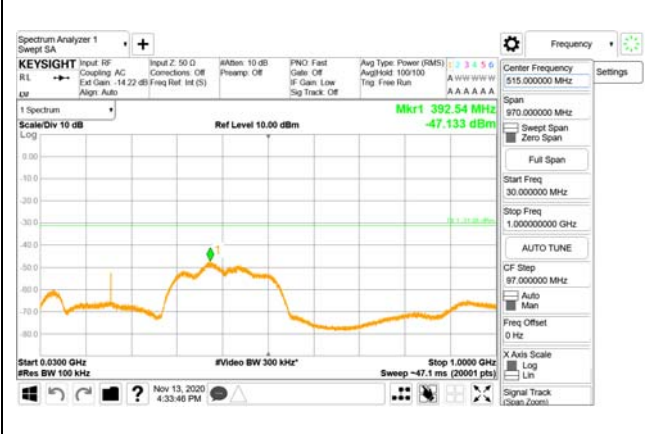 Spectrum Analyzer 1
Swept SA
Frequency
KEYSIGHT
RL
Input: RF
Coupling: AC
Ext Gain: -14.22 dB
Align: Auto
Input Z: 50 Ω
Corrections: Off
Freq Ref: Int (S)
#Atten: 10 dB
Preamp: Off
PNO: Fast
Gate: Off
IF Gain: Low
Sig Track: Off
Avg Type: Power (RMS)
Avg|Hold: 100/100
Trig: Free Run
1 2 3 4 5 6
A W W W W W
A A A A A A
1 Spectrum
Scale/Div 10 dB
Ref Level 10.00 dBm
Mkr1 392.54 MHz
-47.133 dBm
Log
0.00
-10.0
-20.0
-30.0
-40.0
-50.0
-60.0
-70.0
-80.0
1
Start 0.0300 GHz
#Res BW 100 kHz
#Video BW 300 kHz*
Stop 1.0000 GHz
Sweep ~47.1 ms (20001 pts)
Nov 13, 2020
4:33:46 PM
Center Frequency
515.000000 MHz
Settings
Span
970.000000 MHz
Swept Span
Zero Span
Full Span
Start Freq
30.000000 MHz
Stop Freq
1.000000000 GHz
AUTO TUNE
CF Step
97.000000 MHz
Auto
Man
Freq Offset
0 Hz
X Axis Scale
Log
Lin
Signal Track
(Span Zoom)